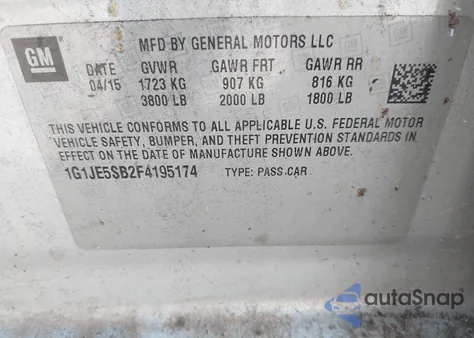 GM
MFD BY GENERAL MOTORS LLC
DATE GVWR GAWR FRT GAWR RR
04/15 1723 KG 907 KG 816 KG
3800 LB 2000 LB 1800 LB
THIS VEHICLE CONFORMS TO ALL APPLICABLE U.S. FEDERAL MOTOR
VEHICLE SAFETY, BUMPER, AND THEFT PREVENTION STANDARDS
IN EFFECT ON THE DATE OF MANUFACTURE SHOWN ABOVE.
1G1JE5SB2F4195174 TYPE: PASS CAR
autoSnap